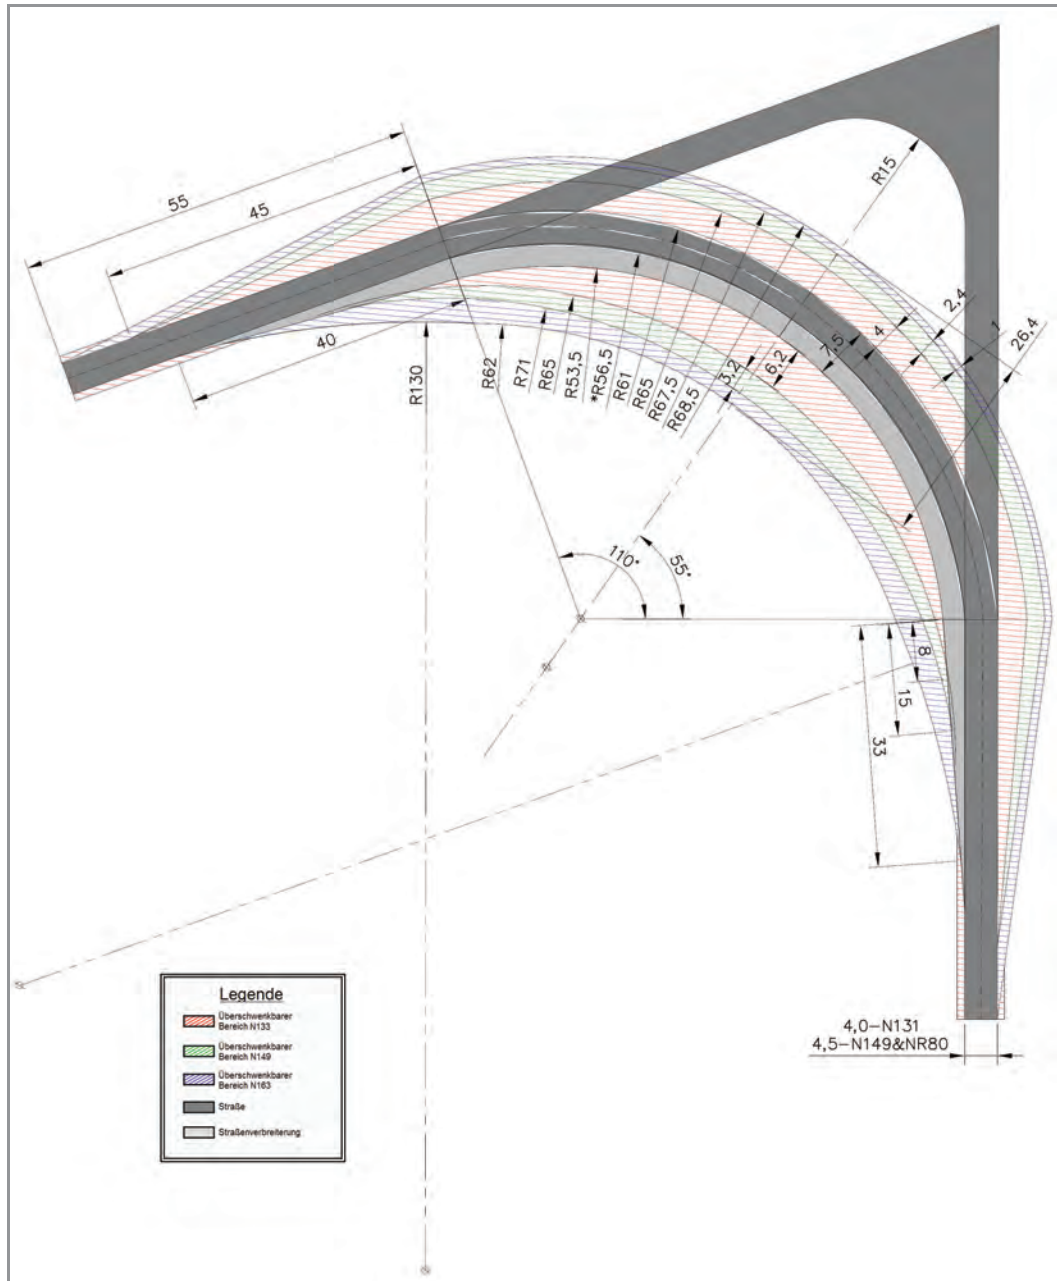 55
45
40
R15
R130
R62
R71
R65
R53,5
*R56,5
R61
R65
R67,5
R68,5
3,2
6,2
7,5
4
2,4
1
26,4
110°
55°
8
15
33
4,0-N131
4,5-N149&NR80
Legende
Überschwenkbarer
Bereich N133
Überschwenkbarer
Bereich N149
Überschwenkbarer
Bereich N163
Straße
Straßenverbreiterung